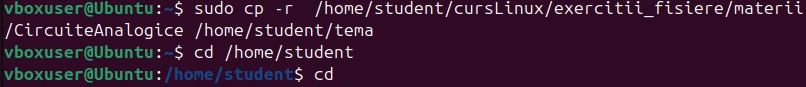 vboxuser@Ubuntu:~$ sudo cp -r  /home/student/cursLinux/exercitii_fisiere/materii
/CircuiteAnalogice /home/student/tema
vboxuser@Ubuntu:~$ cd /home/student
vboxuser@Ubuntu:/home/student$ cd